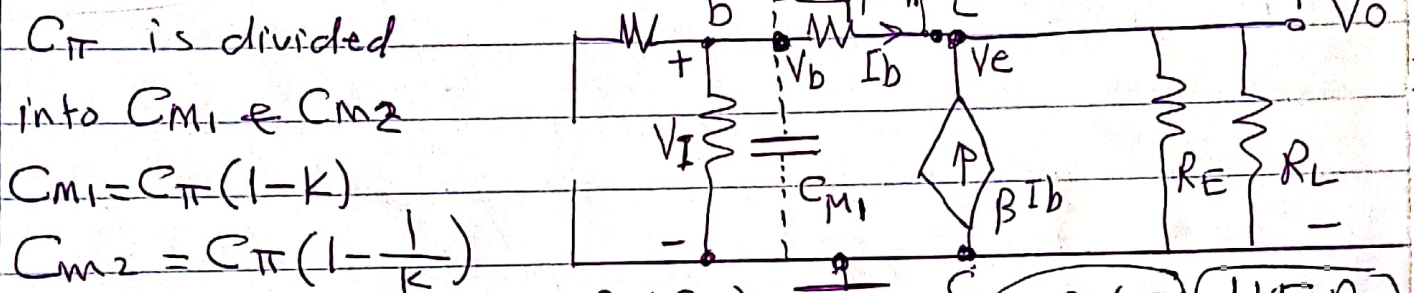 Cπ is divided
into CM1 & CM2
CM1 = Cπ(1-K)
Cm2 = Cπ(1 - 1/K)
b
Vo
+
Vb
Ib
Ve
VI
CM1
βIb
RE
RL
-
-